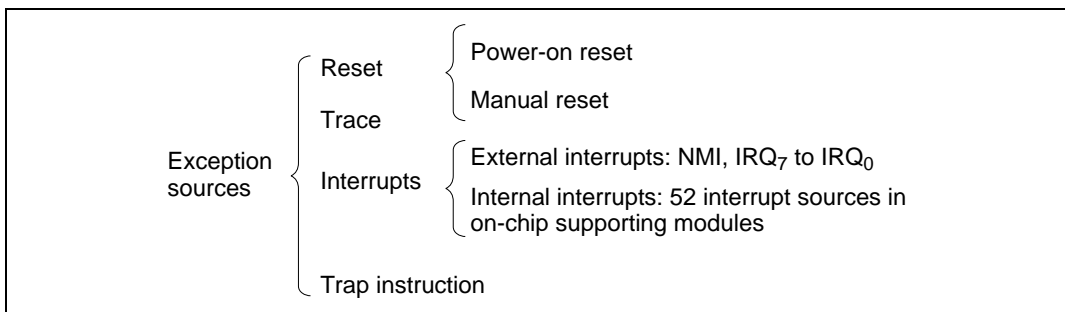 Exception
sources
Reset
Power-on reset
Manual reset
Trace
Interrupts
External interrupts: NMI, IRQ7 to IRQ0
Internal interrupts: 52 interrupt sources in
on-chip supporting modules
Trap instruction